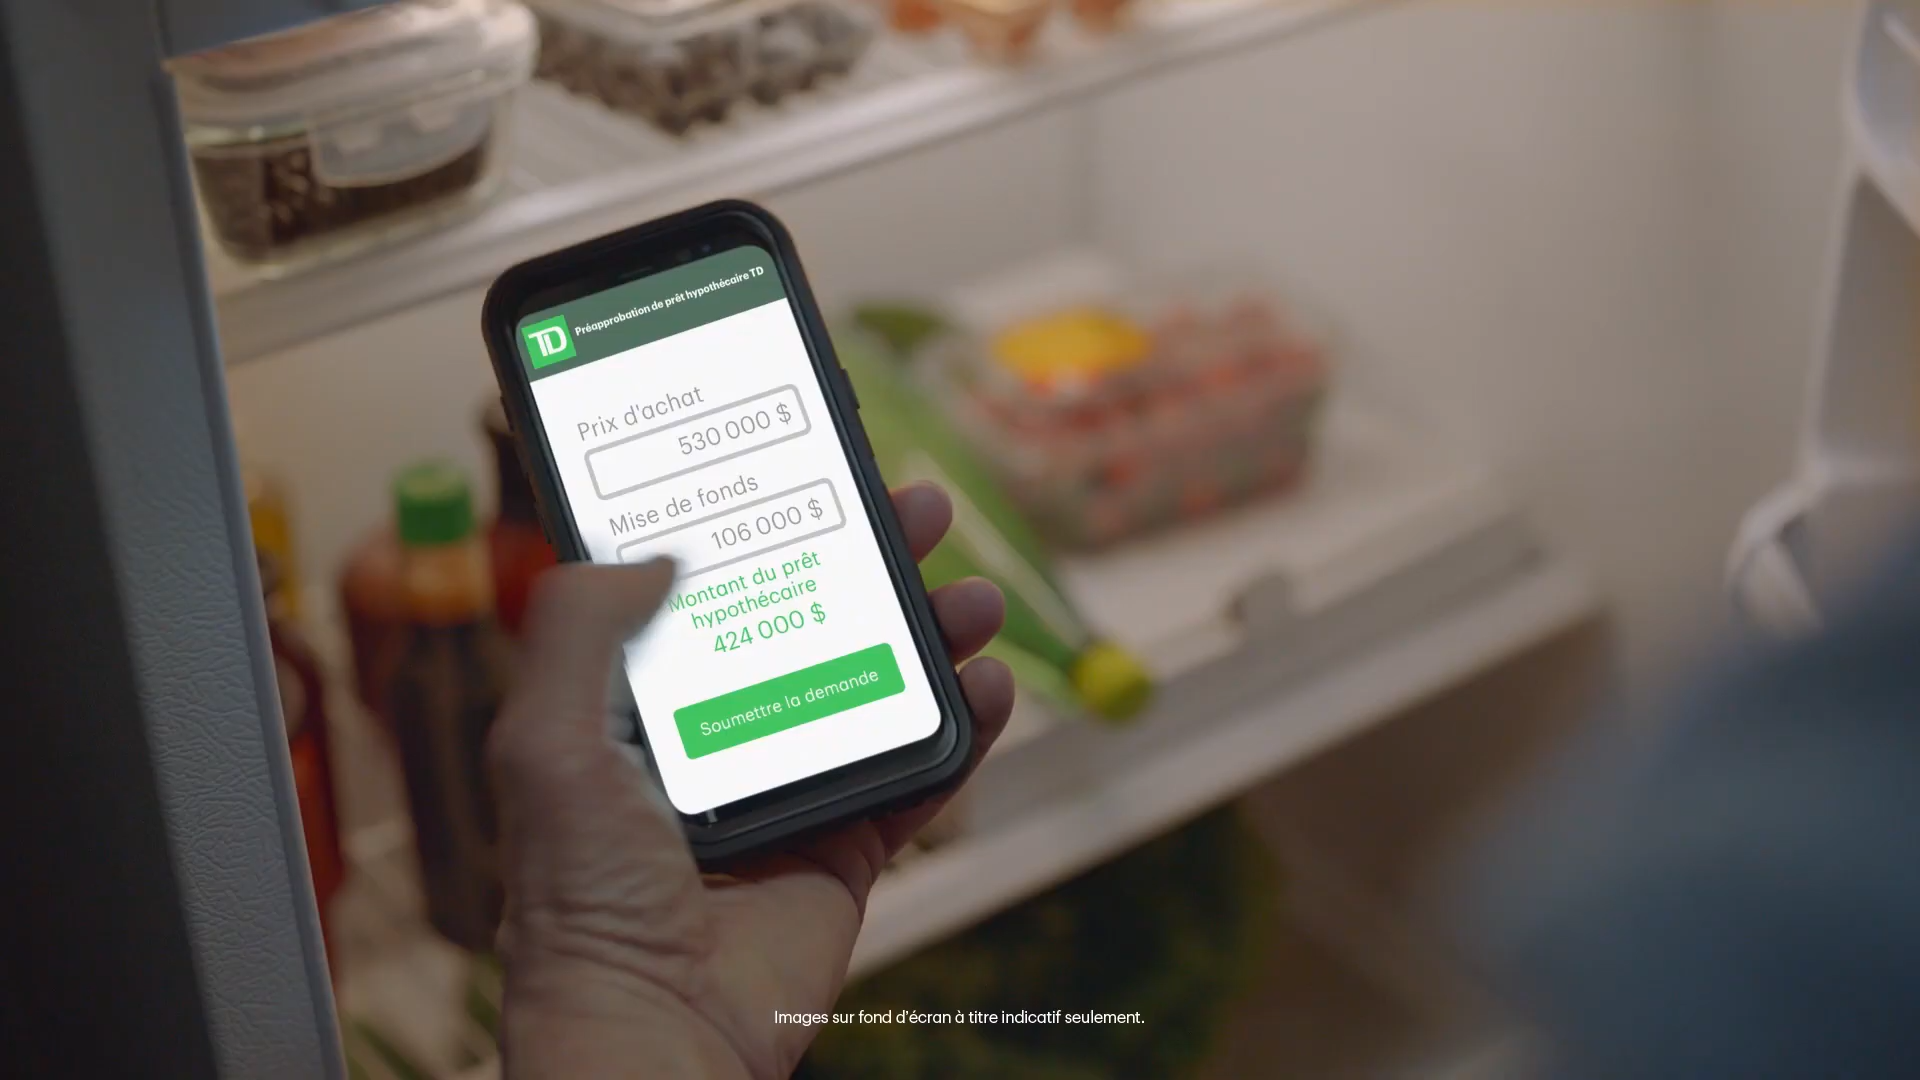 TD
Préapprobation de prêt hypothécaire TD
Prix d'achat
530 000 $
Mise de fonds
106 000 $
Montant du prêt
hypothécaire
424 000 $
Soumettre la demande
Images sur fond d'écran à titre indicatif seulement.